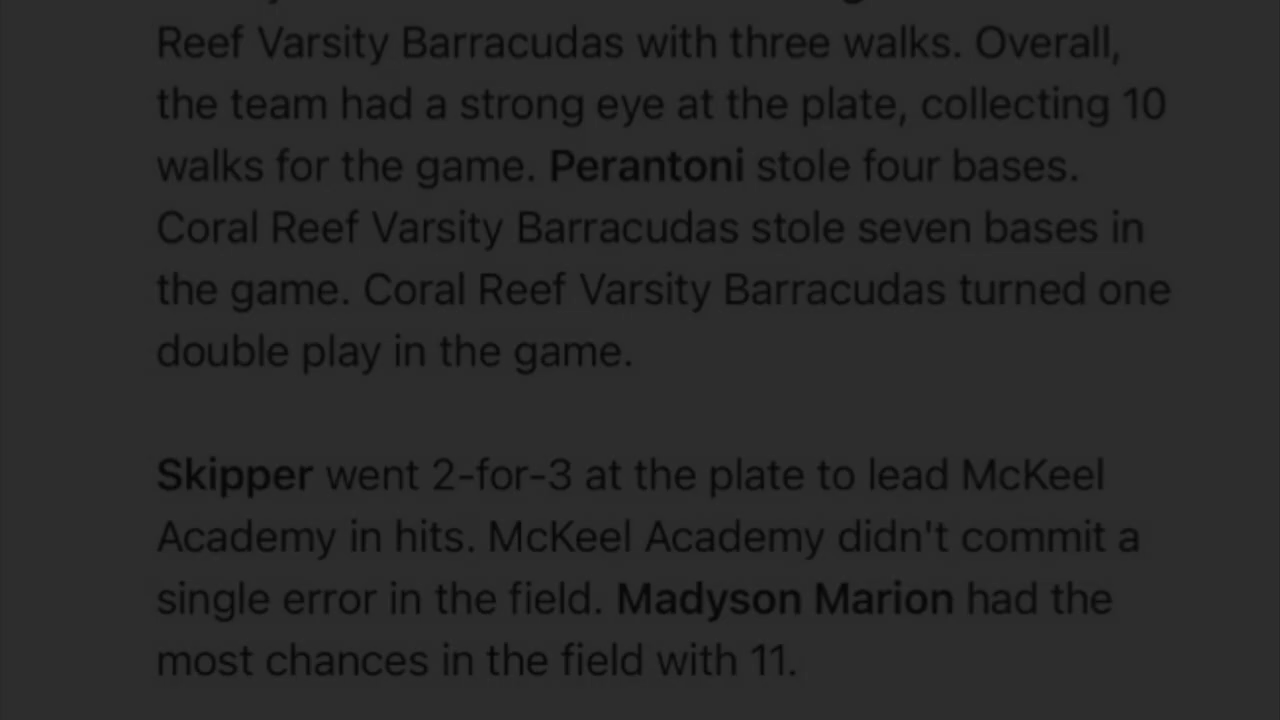 Reef Varsity Barracudas with three walks. Overall,
the team had a strong eye at the plate, collecting 10
walks for the game. Perantoni stole four bases.
Coral Reef Varsity Barracudas stole seven bases in
the game. Coral Reef Varsity Barracudas turned one
double play in the game.
Skipper went 2-for-3 at the plate to lead McKeel
Academy in hits. McKeel Academy didn't commit a
single error in the field. Madyson Marion had the
most chances in the field with 11.